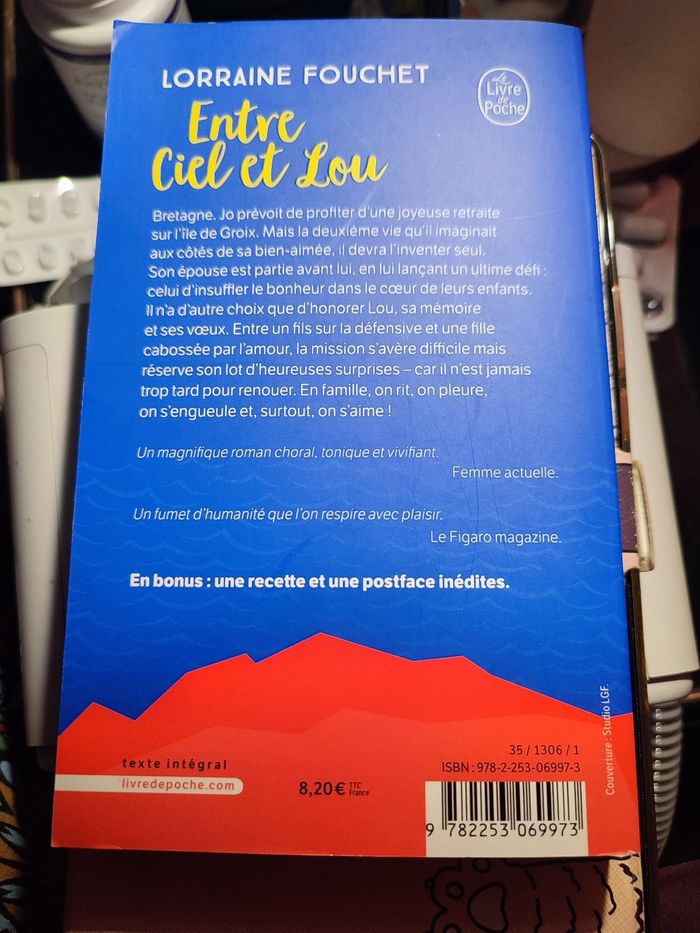 LORRAINE FOUCHET
Le
Livre
de
Poche
Entre
Ciel et Lou
Bretagne. Jo prévoit de profiter d'une joyeuse retraite
sur l'île de Groix. Mais la deuxième vie qu'il imaginait
aux côtés de sa bien-aimée, il devra l'inventer seul.
Son épouse est partie avant lui, en lui lançant un ultime défi :
celui d'insuffler le bonheur dans le cœur de leurs enfants.
Il n'a d'autre choix que d'honorer Lou, sa mémoire
et ses vœux. Entre un fils sur la défensive et une fille
cabossée par l'amour, la mission s'avère difficile mais
réserve son lot d'heureuses surprises – car il n'est jamais
trop tard pour renouer. En famille, on rit, on pleure,
on s'engueule et, surtout, on s'aime !
Un magnifique roman choral, tonique et vivifiant.
Femme actuelle.
Un fumet d'humanité que l'on respire avec plaisir.
Le Figaro magazine.
En bonus : une recette et une postface inédites.
Couverture : Studio LGF.
texte intégral
livredepoche.com
8,20 € TTC
France
35 / 1306 / 1
ISBN : 978-2-253-06997-3
9 782253 069973